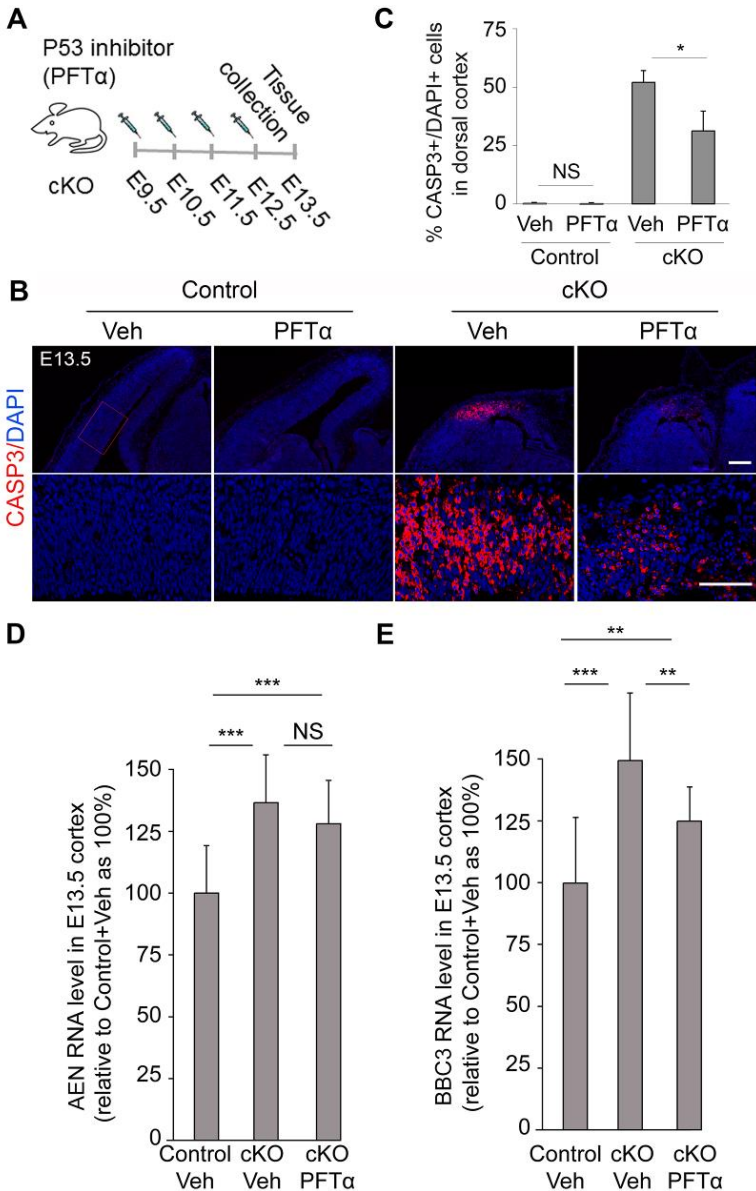 A
P53 inhibitor
(PFTα)
cKO
Tissue
collection
E9.5
E10.5
E11.5
E12.5
E13.5
C
% CASP3+/DAPI+ cells
in dorsal cortex
75
50
25
0
NS
*
Veh PFTα Veh PFTα
Control cKO
B
Control cKO
Veh PFTα Veh PFTα
E13.5
CASP3/DAPI
D
AEN RNA level in E13.5 cortex
(relative to Control+Veh as 100%)
***
*** NS
150
125
100
75
50
125
0
Control cKO cKO
Veh Veh PFTα
E
BBC3 RNA level in E13.5 cortex
(relative to Control+Veh as 100%)
**
*** **
150
125
100
75
50
125
0
Control cKO cKO
Veh Veh PFTα